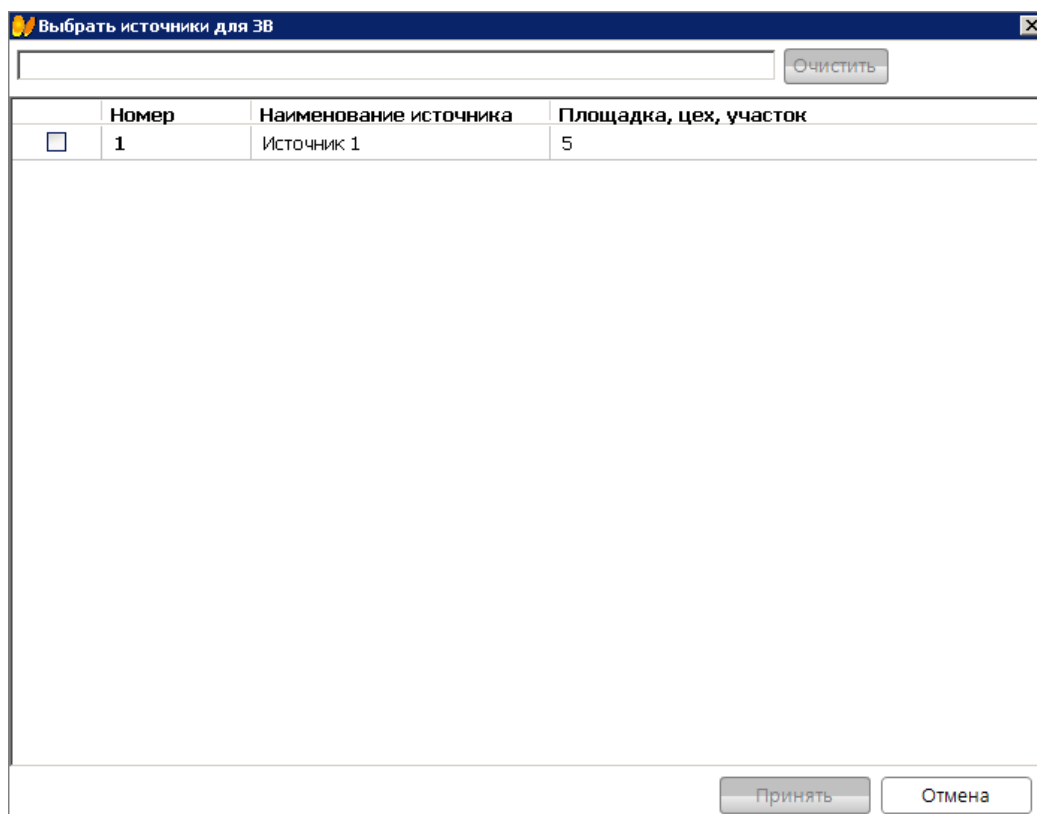 Выбрать источники для ЗВ
Очистить
Номер Наименование источника Площадка, цех, участок
1 Источник 1 5
Принять Отмена